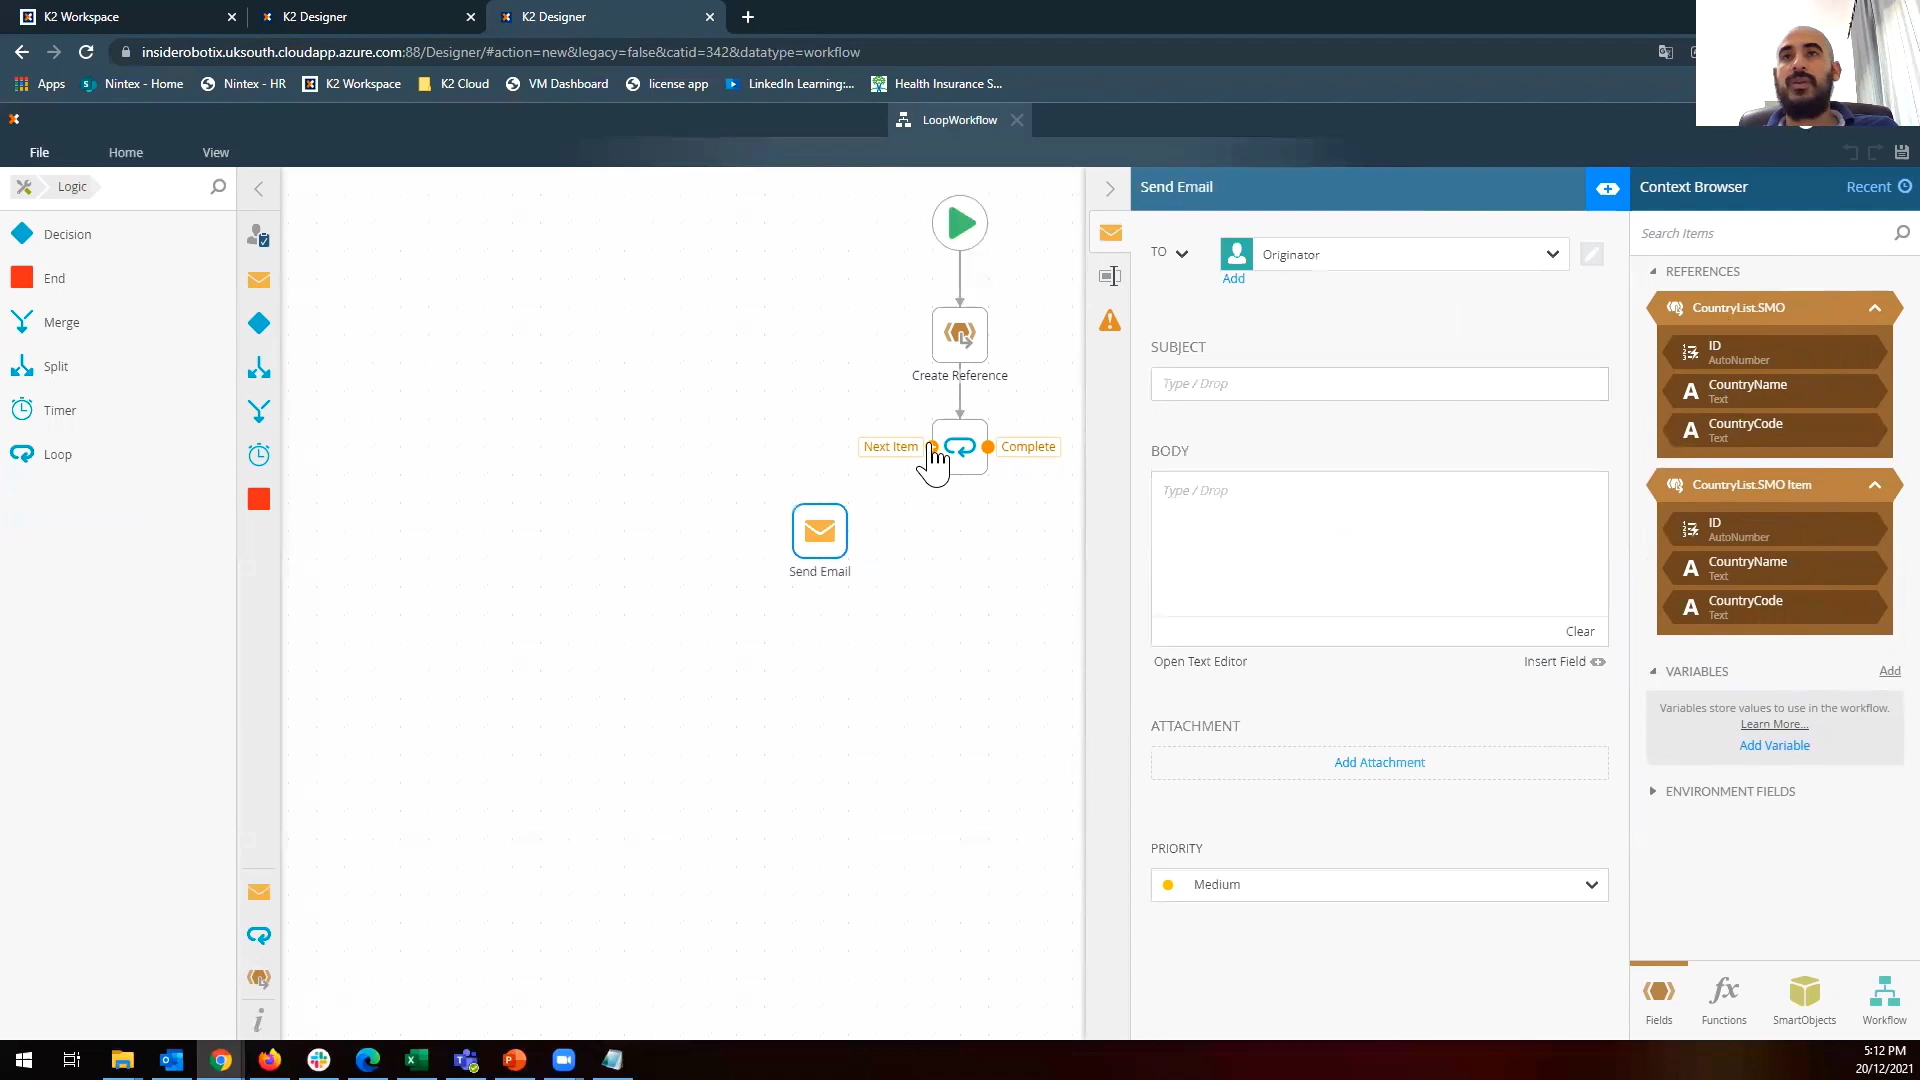 K2 Workspace
K2 Designer
K2 Designer
insiderobotix.uksouth.cloudapp.azure.com:88/Designer/#action=new&legacy=false&catid=342&datatype=workflow
Apps
Nintex - Home
Nintex - HR
K2 Workspace
K2 Cloud
VM Dashboard
license app
LinkedIn Learning:...
Health Insurance S...
LoopWorkflow
File
Home
View
Logic
Send Email
Context Browser
Recent
Decision
End
Merge
Split
Timer
Loop
Create Reference
Next Item
Complete
Send Email
TO
Originator
Add
SUBJECT
Type / Drop
BODY
Type / Drop
Clear
Open Text Editor
Insert Field
ATTACHMENT
Add Attachment
PRIORITY
Medium
Search Items
REFERENCES
CountryList.SMO
ID
AutoNumber
CountryName
Text
CountryCode
Text
CountryList.SMO Item
ID
AutoNumber
CountryName
Text
CountryCode
Text
VARIABLES
Add
Variables store values to use in the workflow.
Learn More...
Add Variable
ENVIRONMENT FIELDS
Fields
Functions
SmartObjects
Workflow
5:12 PM
20/12/2021